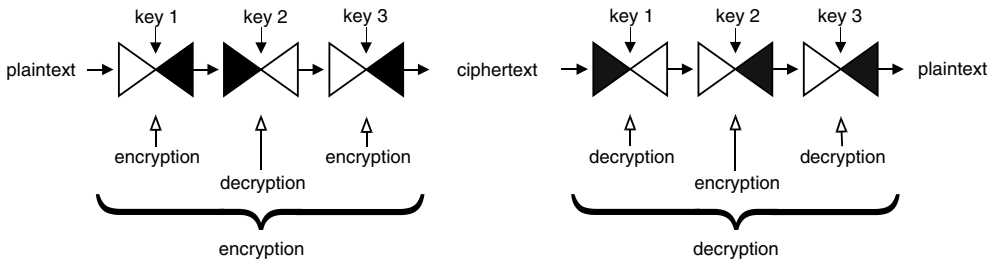 key 1 key 2 key 3 key 1 key 2 key 3
plaintext ciphertext plaintext
encryption encryption decryption decryption
decryption encryption
encryption decryption